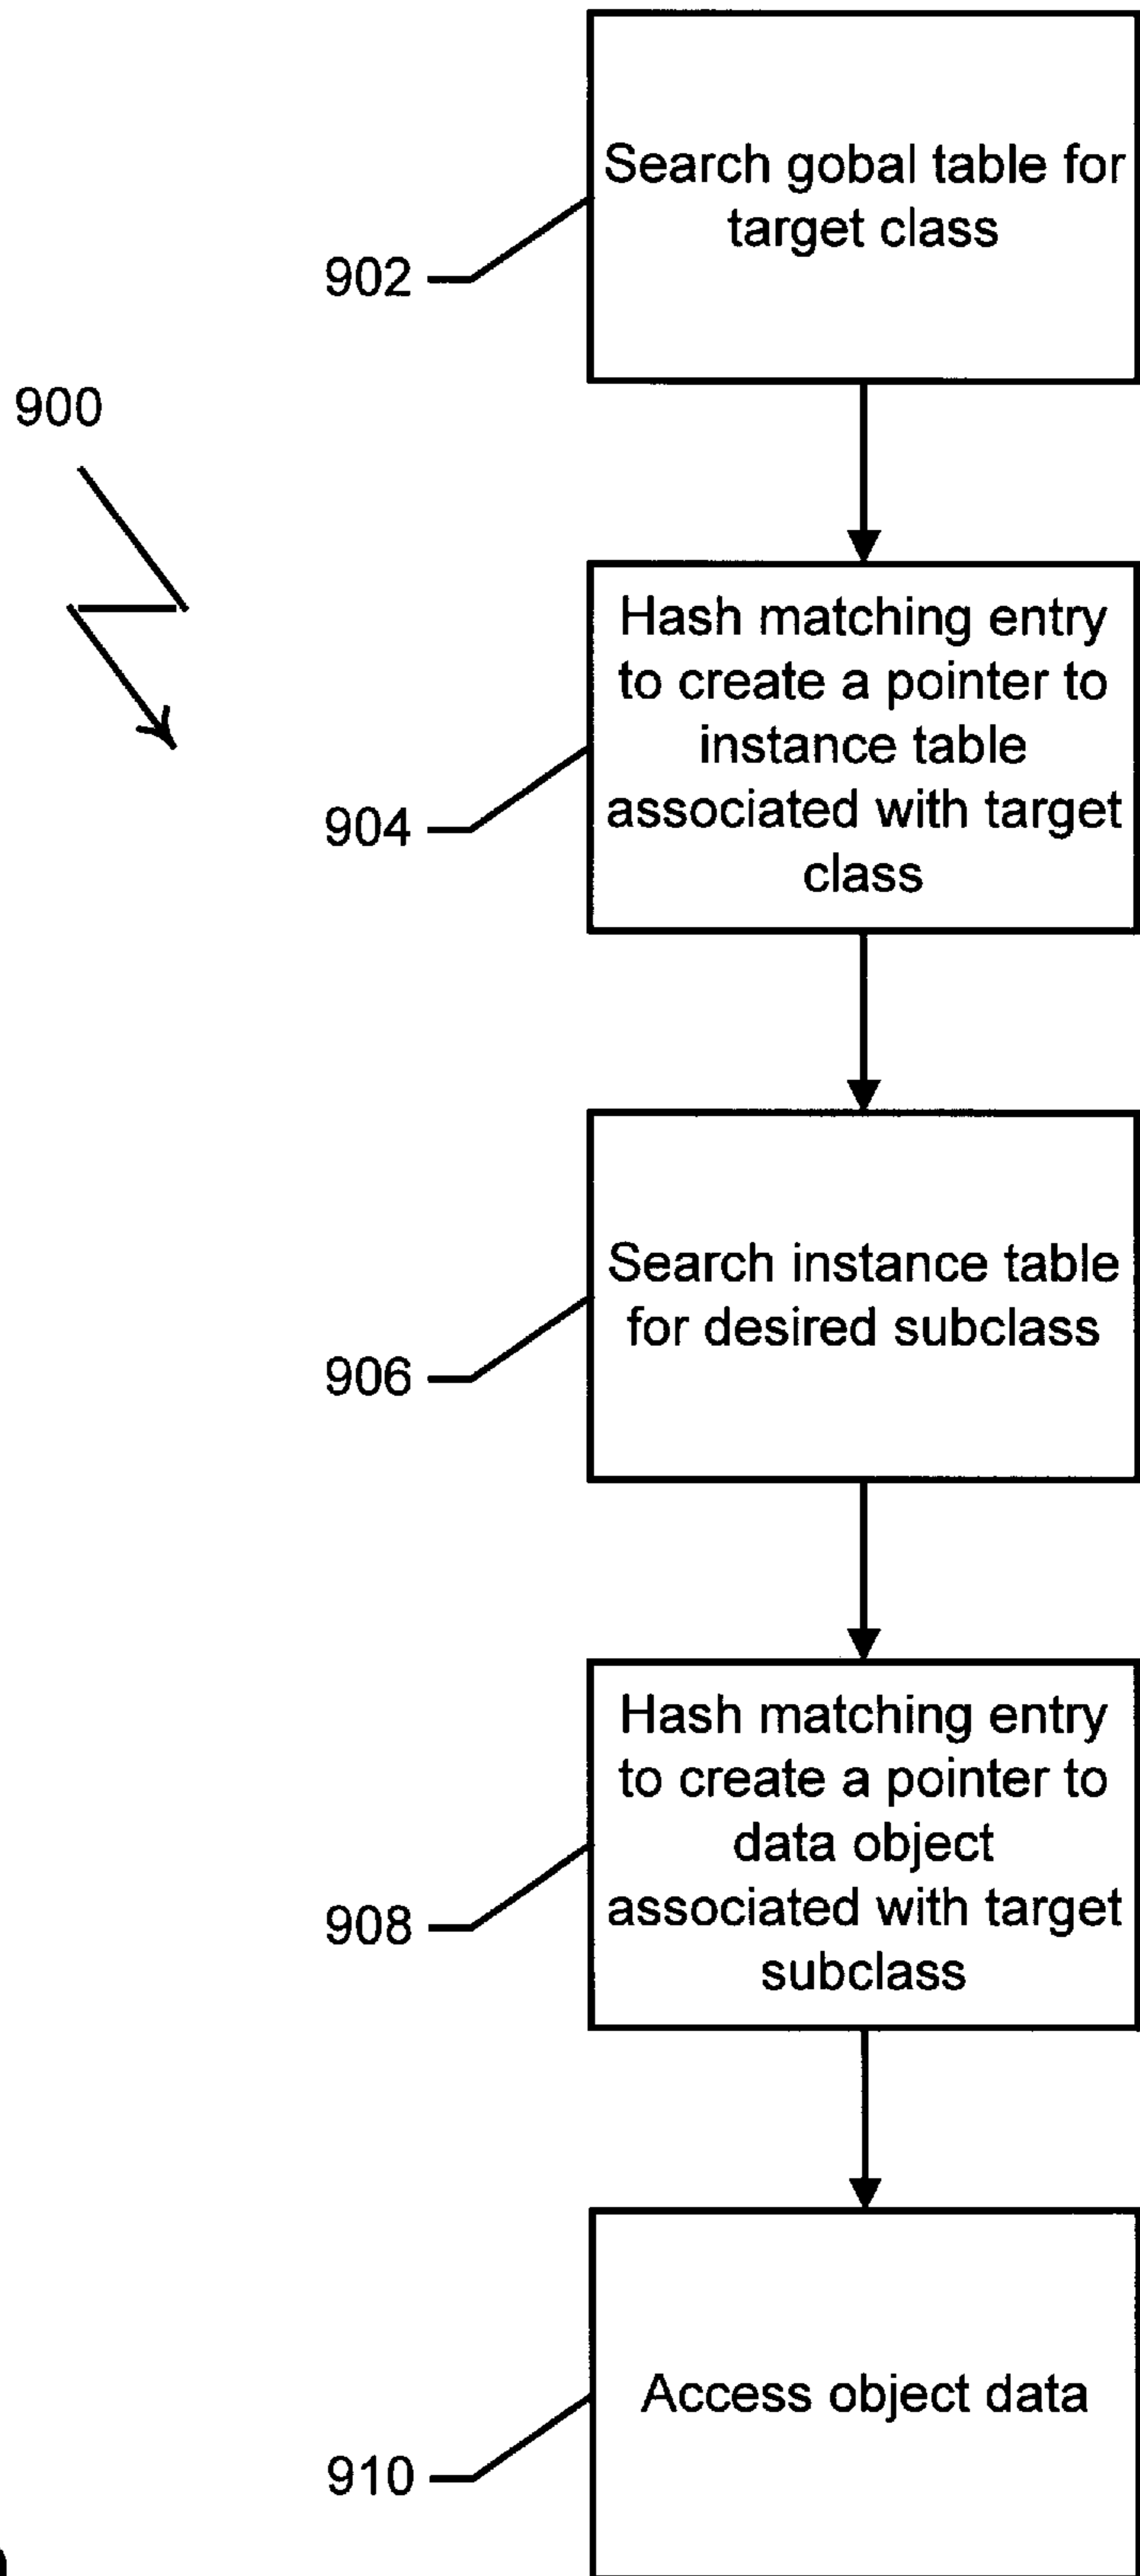 Search gobal table for
target class
902
900
Hash matching entry
to create a pointer to
instance table
associated with target
class
904
Search instance table
for desired subclass
906
Hash matching entry
to create a pointer to
data object
associated with target
subclass
908
Access object data
910